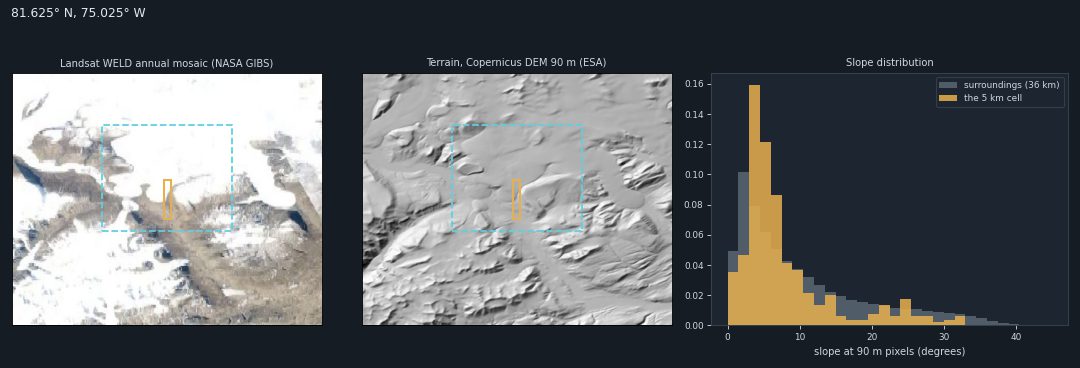 81.625° N, 75.025° W
Landsat WELD annual mosaic (NASA GIBS)
Terrain, Copernicus DEM 90 m (ESA)
Slope distribution
surroundings (36 km)
the 5 km cell
0.16
0.14
0.12
0.10
0.08
0.06
0.04
0.02
0.00
0 10 20 30 40
slope at 90 m pixels (degrees)